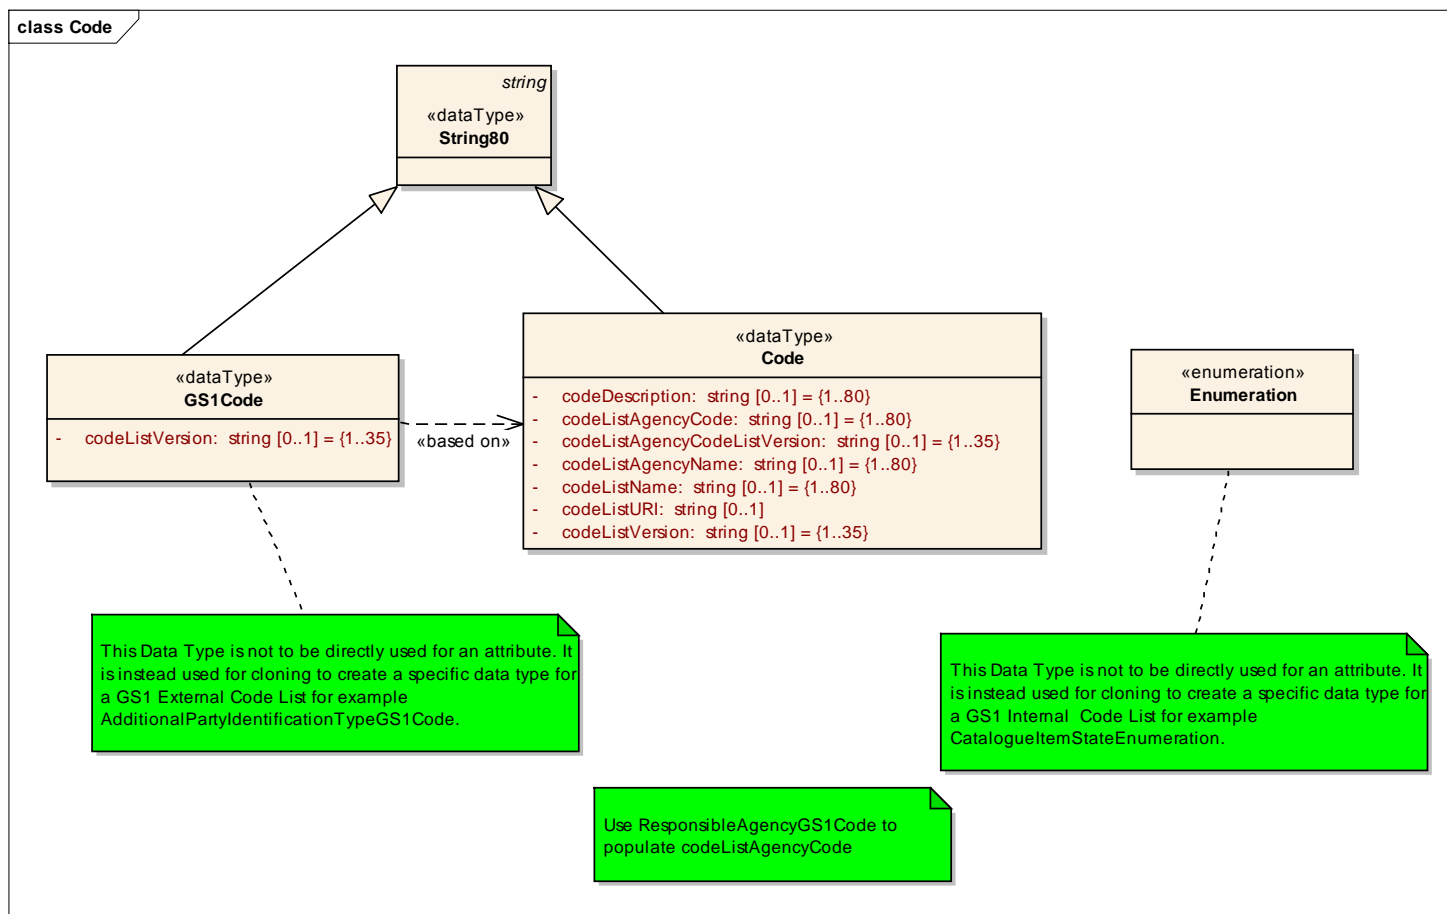 class Code
string
«dataType»
String80
«dataType»
GS1Code
- codeListVersion: string [0..1] = {1..35}
«based on»
«dataType»
Code
- codeDescription: string [0..1] = {1..80}
- codeListAgencyCode: string [0..1] = {1..80}
- codeListAgencyCodeListVersion: string [0..1] = {1..35}
- codeListAgencyName: string [0..1] = {1..80}
- codeListName: string [0..1] = {1..80}
- codeListURI: string [0..1]
- codeListVersion: string [0..1] = {1..35}
«enumeration»
Enumeration
This Data Type is not to be directly used for an attribute. It
is instead used for cloning to create a specific data type for
a GS1 External Code List for example
AdditionalPartyIdentificationTypeGS1Code.
This Data Type is not to be directly used for an attribute. It
is instead used for cloning to create a specific data type for
a GS1 Internal Code List for example
CatalogueItemStateEnumeration.
Use ResponsibleAgencyGS1Code to
populate codeListAgencyCode